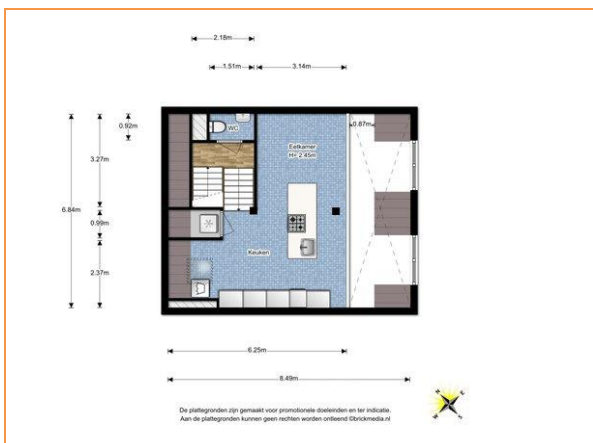 2.18m
1.51m
3.14m
0.92m
0.87m
WC
Eetkamer
H= 2.45m
3.27m
6.84m
0.99m
Keuken
2.37m
6.25m
8.49m
De plattegronden zijn gemaakt voor promotionele doeleinden en ter indicatie.
Aan de plattegronden kunnen geen rechten worden ontleend ©brickmedia.nl